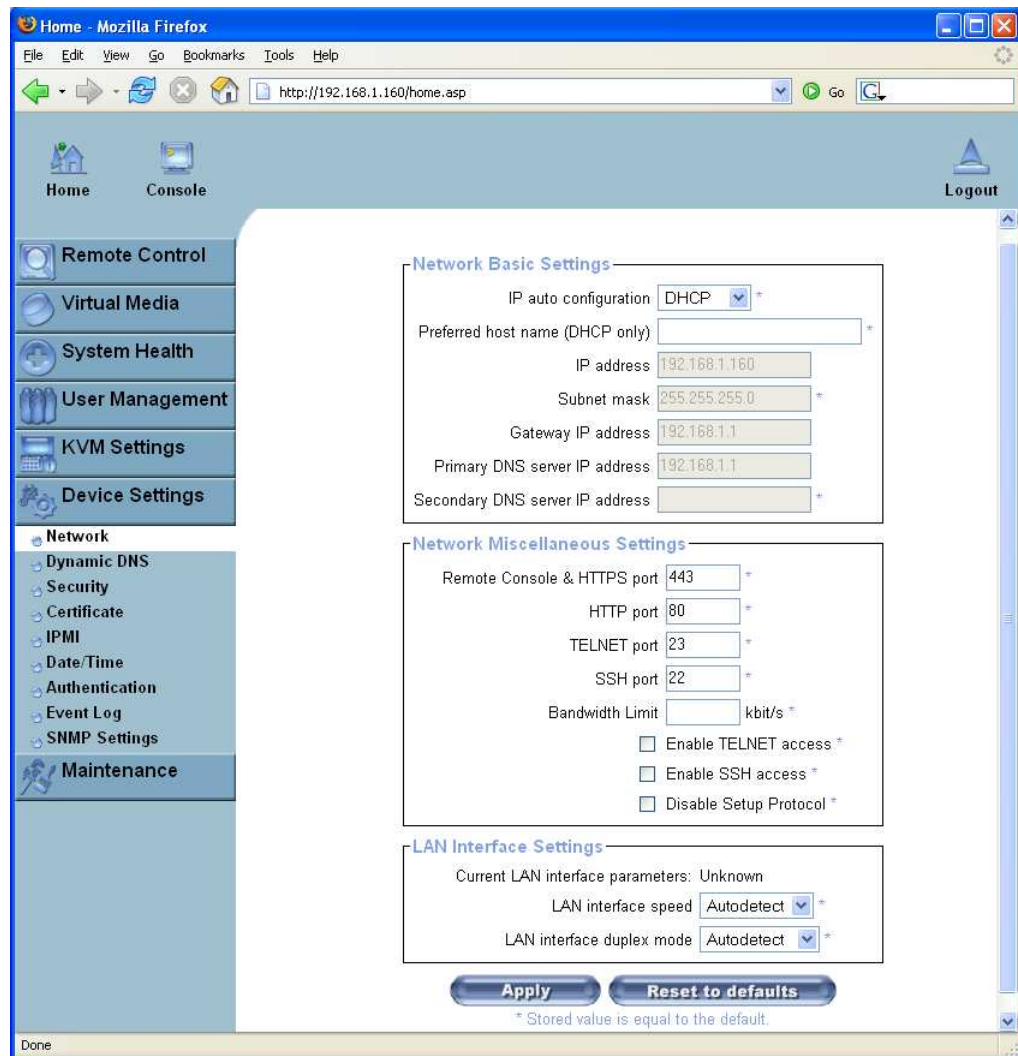 Home - Mozilla Firefox
File Edit View Go Bookmarks Tools Help
http://192.168.1.160/home.asp Go G
Home Console Logout
Remote Control
Virtual Media
System Health
User Management
KVM Settings
Device Settings
Network
Dynamic DNS
Security
Certificate
IPMI
Date/Time
Authentication
Event Log
SNMP Settings
Maintenance
Network Basic Settings
IP auto configuration DHCP *
Preferred host name (DHCP only) *
IP address 192.168.1.160
Subnet mask 255.255.255.0 *
Gateway IP address 192.168.1.1
Primary DNS server IP address 192.168.1.1
Secondary DNS server IP address *
Network Miscellaneous Settings
Remote Console & HTTPS port 443 *
HTTP port 80 *
TELNET port 23 *
SSH port 22 *
Bandwidth Limit kbit/s *
Enable TELNET access *
Enable SSH access *
Disable Setup Protocol *
LAN Interface Settings
Current LAN interface parameters: Unknown
LAN interface speed Autodetect *
LAN interface duplex mode Autodetect *
Apply Reset to defaults
* Stored value is equal to the default.
Done